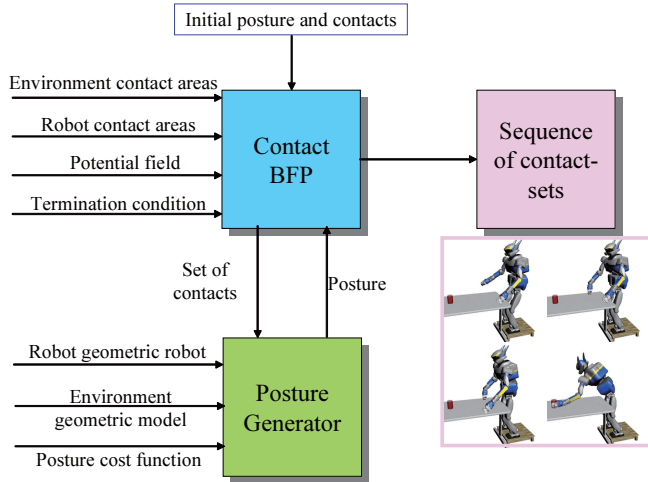 Initial posture and contacts
Environment contact areas
Robot contact areas
Potential field
Termination condition
Contact
BFP
Sequence
of contact-
sets
Set of
contacts
Posture
Robot geometric robot
Environment
geometric model
Posture cost function
Posture
Generator